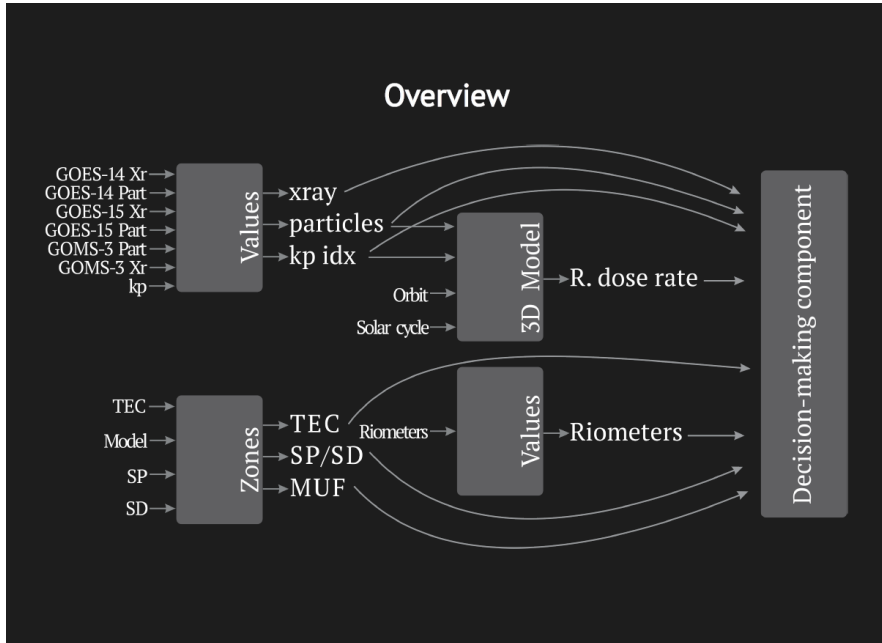 Overview
GOES-14 Xr
GOES-14 Part
GOES-15 Xr
GOES-15 Part
GOMS-3 Part
GOMS-3 Xr
kp
Values
xray
particles
kp idx
Orbit
Solar cycle
3D Model
R. dose rate
Decision-making component
TEC
Model
SP
SD
Zones
TEC
SP/SD
MUF
Riometers
Values
Riometers